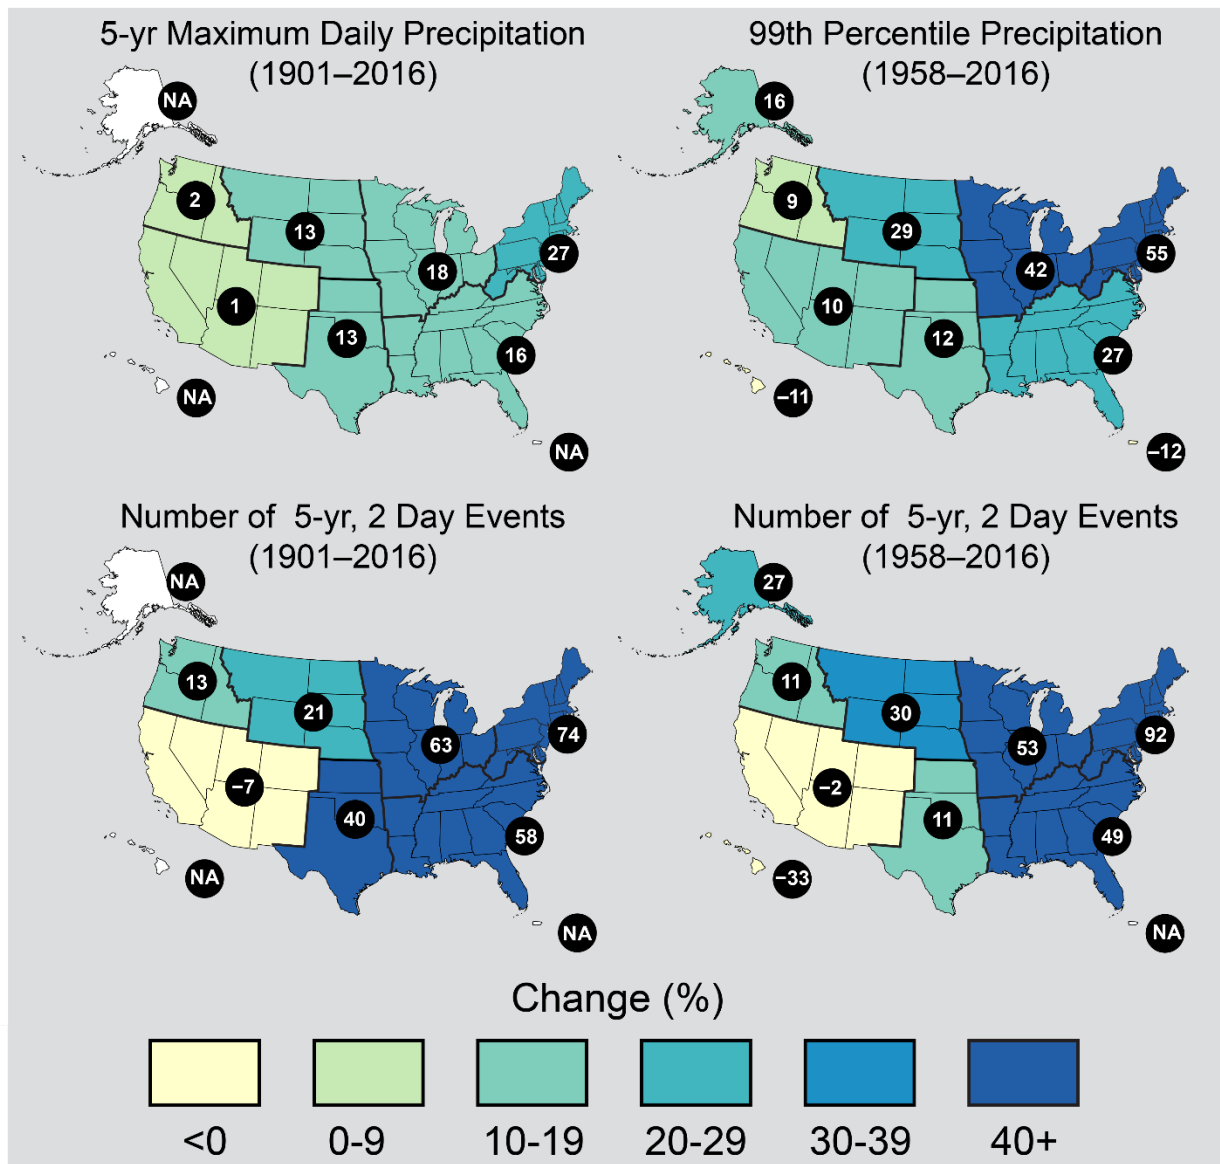 5-yr Maximum Daily Precipitation
(1901–2016)
NA
2
13
18
27
1
13
16
NA
NA
99th Percentile Precipitation
(1958–2016)
16
9
29
42
55
10
12
27
–11
–12
Number of 5-yr, 2 Day Events
(1901–2016)
NA
13
21
63
74
–7
40
58
NA
NA
Number of 5-yr, 2 Day Events
(1958–2016)
27
11
30
53
92
–2
11
49
–33
NA
Change (%)
<0 0-9 10-19 20-29 30-39 40+